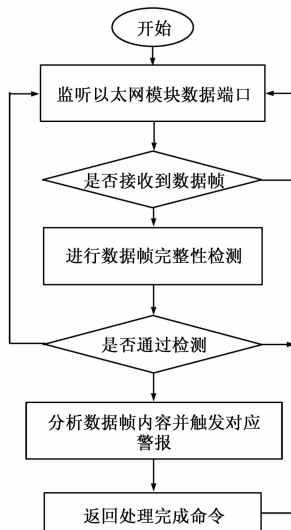 开始
监听以太网模块数据端口
是否接收到数据帧
进行数据帧完整性检测
是否通过检测
分析数据帧内容并触发对应
警报
返回处理完成命令